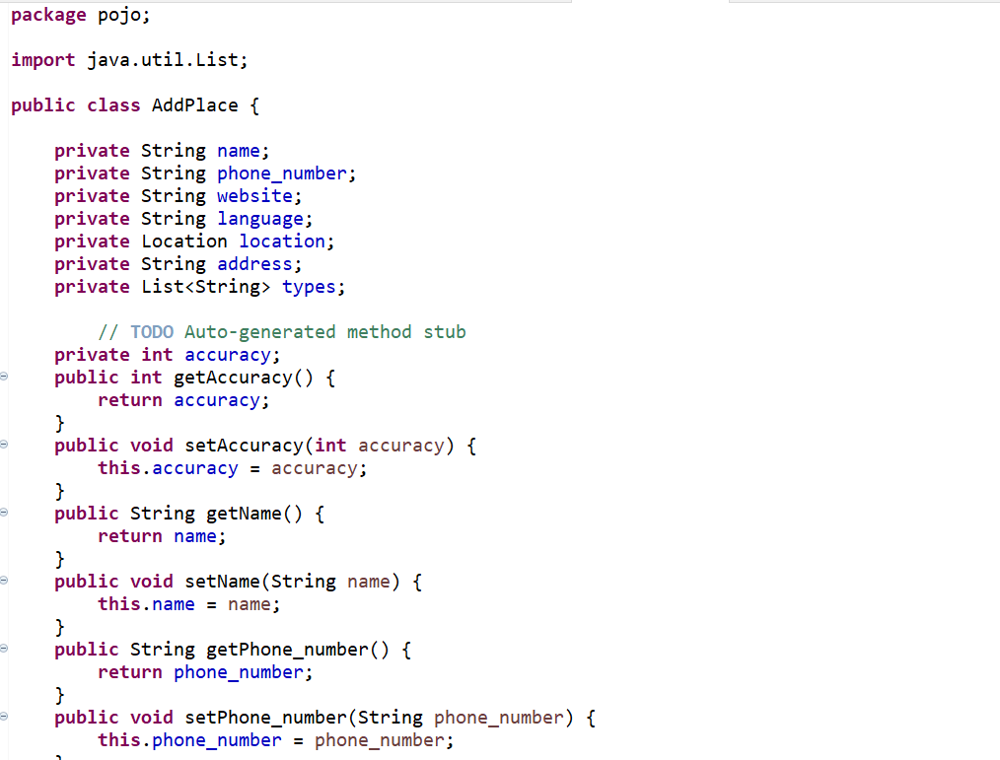 package pojo;
import java.util.List;
public class AddPlace {
private String name;
private String phone_number;
private String website;
private String language;
private Location location;
private String address;
private List<String> types;
// TODO Auto-generated method stub
private int accuracy;
public int getAccuracy() {
return accuracy;
}
public void setAccuracy(int accuracy) {
this.accuracy = accuracy;
}
public String getName() {
return name;
}
public void setName(String name) {
this.name = name;
}
public String getPhone_number() {
return phone_number;
}
public void setPhone_number(String phone_number) {
this.phone_number = phone_number;
}